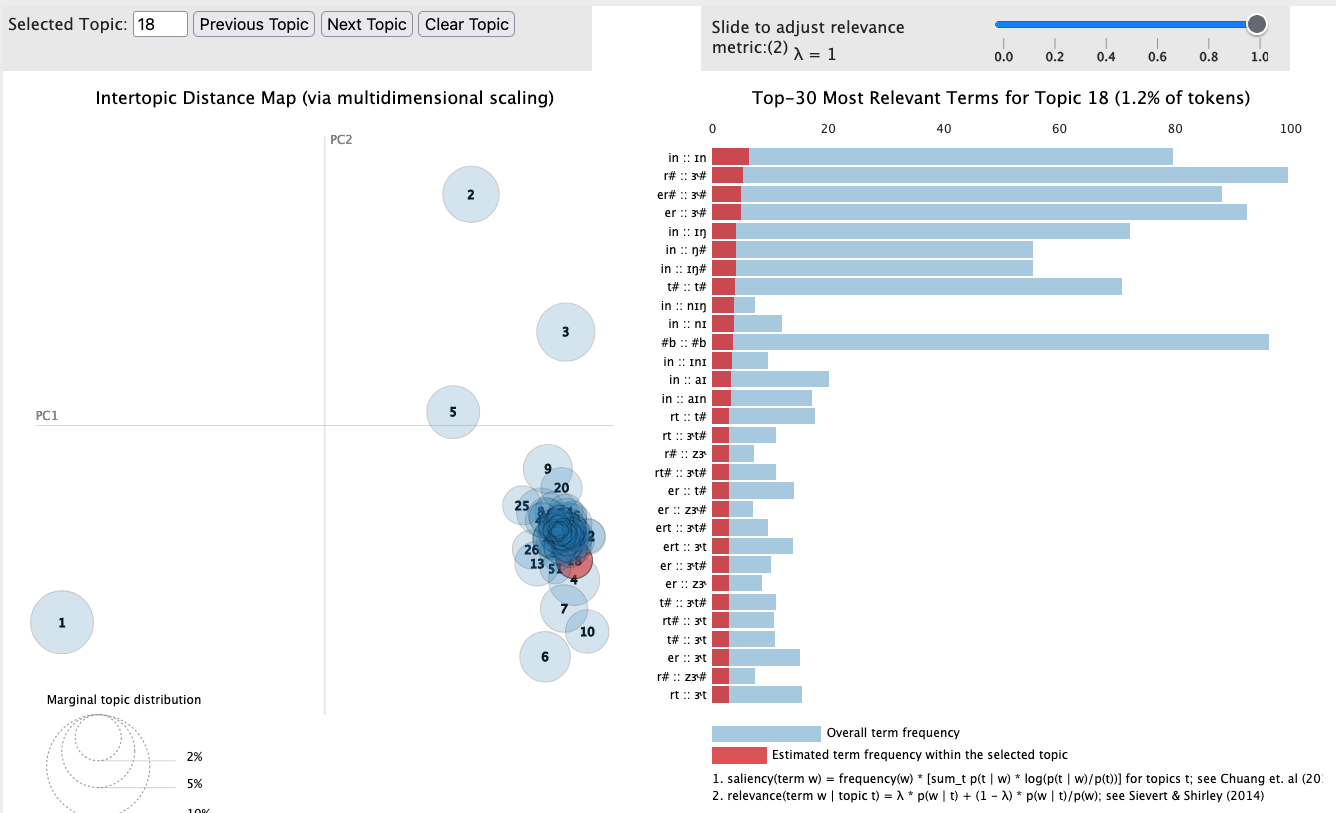 Selected Topic: 18 Previous Topic Next Topic Clear Topic
Slide to adjust relevance
metric:(2) λ = 1
0.0 0.2 0.4 0.6 0.8 1.0
Intertopic Distance Map (via multidimensional scaling)
PC2
PC1
2
3
5
9
20
25
26
13
51
4
7
10
6
1
Marginal topic distribution
2%
5%
10%
Top-30 Most Relevant Terms for Topic 18 (1.2% of tokens)
0 20 40 60 80 100
in :: ɪn
r# :: ɝ#
er# :: ɝ#
er :: ɝ#
in :: ɪŋ
in :: ŋ#
in :: ɪŋ#
t# :: t#
in :: nɪŋ
in :: nɪ
#b :: #b
in :: ɪnɪ
in :: aɪ
in :: aɪn
rt :: t#
rt :: ɝt#
r# :: zɝ
rt# :: ɝt#
er :: t#
er :: zɝ#
ert :: ɝt#
ert :: ɝt
er :: ɝt#
er :: zɝ
t# :: ɝt#
rt# :: ɝt
t# :: ɝt
er :: ɝt
r# :: zɝ#
rt :: ɝt
Overall term frequency
Estimated term frequency within the selected topic
1. saliency(term w) = frequency(w) * [sum_t p(t | w) * log(p(t | w)/p(t))] for topics t; see Chuang et. al (20
2. relevance(term w | topic t) = λ * p(w | t) + (1 - λ) * p(w | t)/p(w); see Sievert & Shirley (2014)